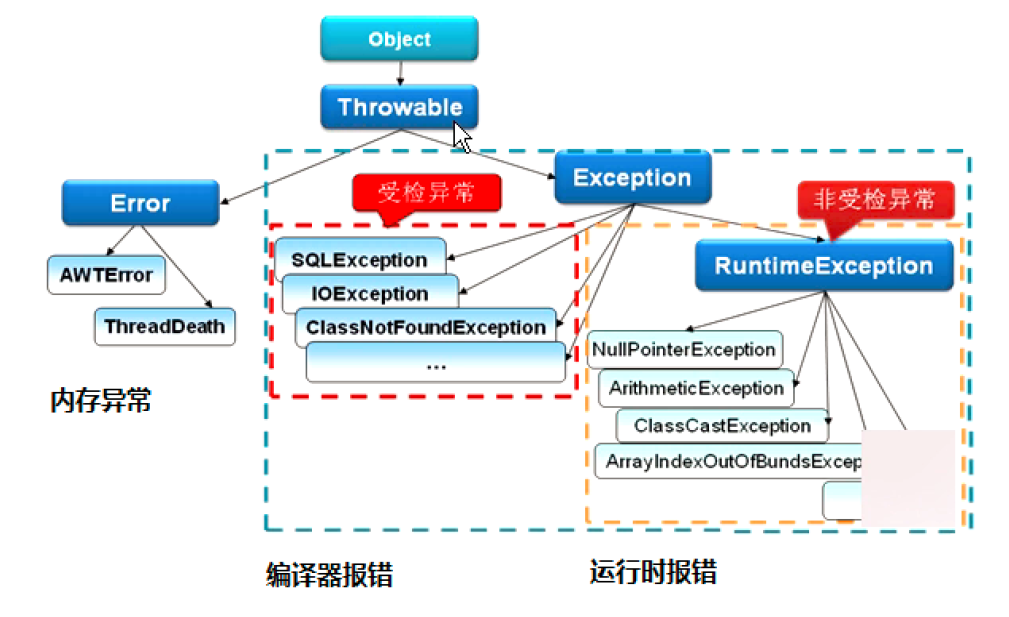 Object
Throwable
Exception
Error
受检异常
非受检异常
SQLException
RuntimeException
AWTError
IOException
ThreadDeath
ClassNotFoundException
...
NullPointerException
ArithmeticException
ClassCastException
ArrayIndexOutOfBundsExcep
内存异常
编译器报错
运行时报错